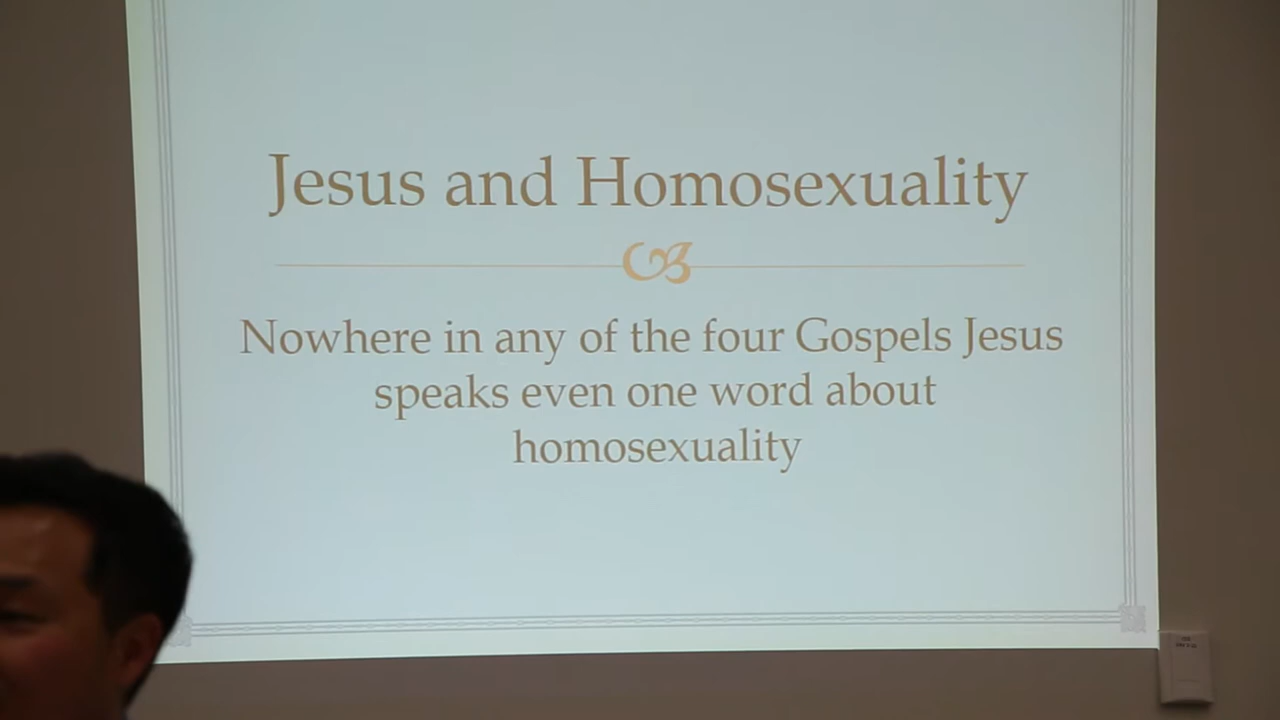 Jesus and Homosexuality
Nowhere in any of the four Gospels Jesus
speaks even one word about
homosexuality